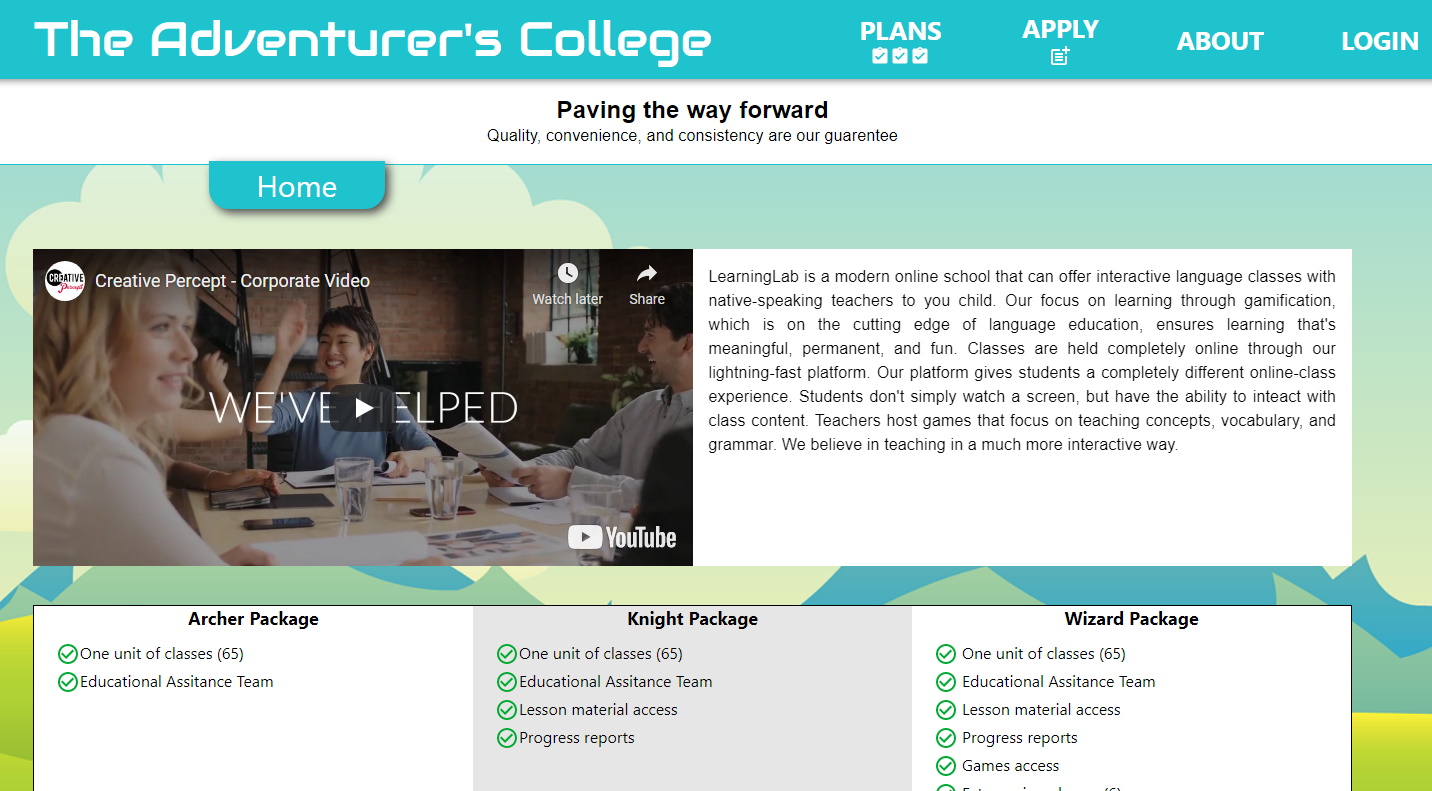 The Adventurer's College
PLANS
APPLY
ABOUT
LOGIN
Paving the way forward
Quality, convenience, and consistency are our guarentee
Home
CREATIVE
Percept
Creative Percept - Corporate Video
Watch later
Share
WE'VE HELPED
YouTube
LearningLab is a modern online school that can offer interactive language classes with
native-speaking teachers to you child. Our focus on learning through gamification,
which is on the cutting edge of language education, ensures learning that's
meaningful, permanent, and fun. Classes are held completely online through our
lightning-fast platform. Our platform gives students a completely different online-class
experience. Students don't simply watch a screen, but have the ability to inteact with
class content. Teachers host games that focus on teaching concepts, vocabulary, and
grammar. We believe in teaching in a much more interactive way.
Archer Package
One unit of classes (65)
Educational Assitance Team
Knight Package
One unit of classes (65)
Educational Assitance Team
Lesson material access
Progress reports
Wizard Package
One unit of classes (65)
Educational Assitance Team
Lesson material access
Progress reports
Games access